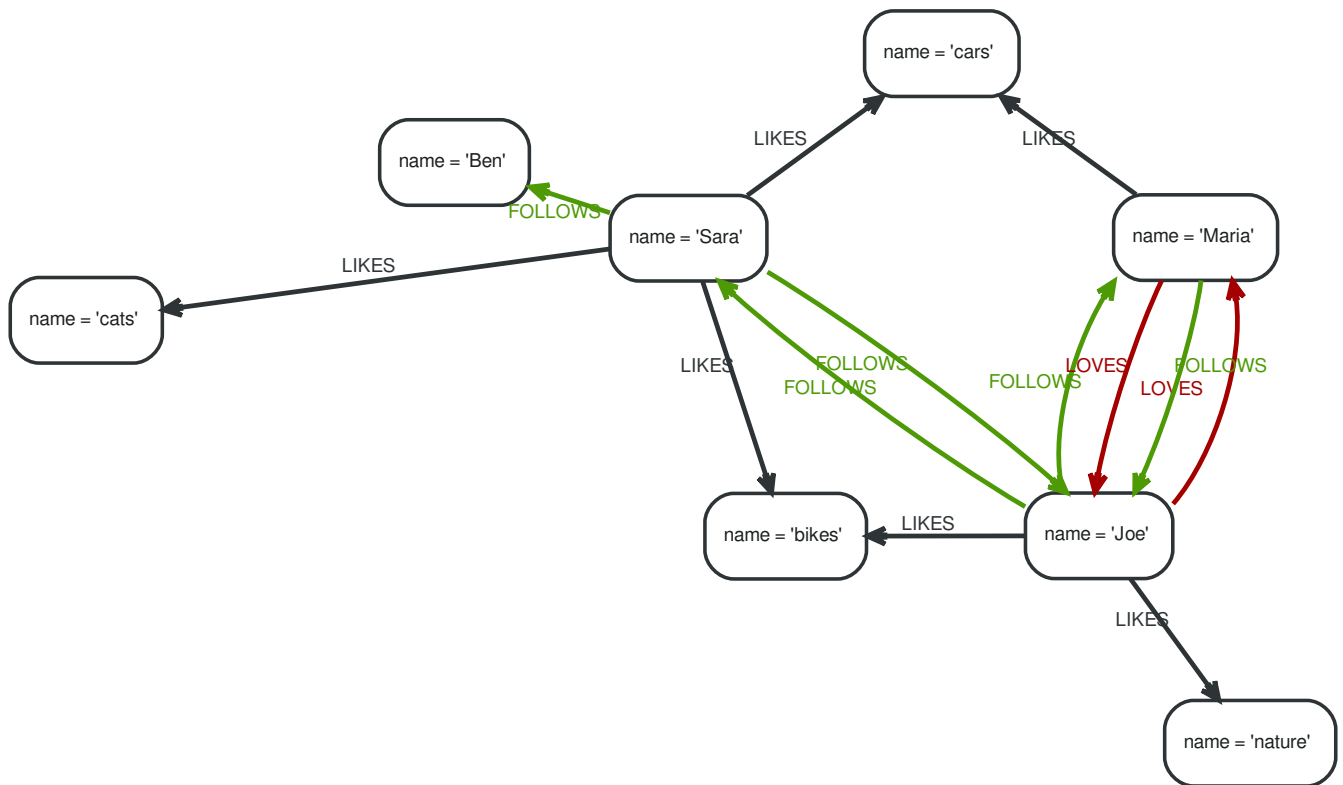 name = 'cars'
LIKES
LIKES
name = 'Ben'
FOLLOWS
name = 'Sara'
name = 'Maria'
LIKES
name = 'cats'
LIKES
FOLLOWS
FOLLOWS
FOLLOWS
LOVES
LOVES
FOLLOWS
name = 'bikes'
LIKES
name = 'Joe'
LIKES
name = 'nature'